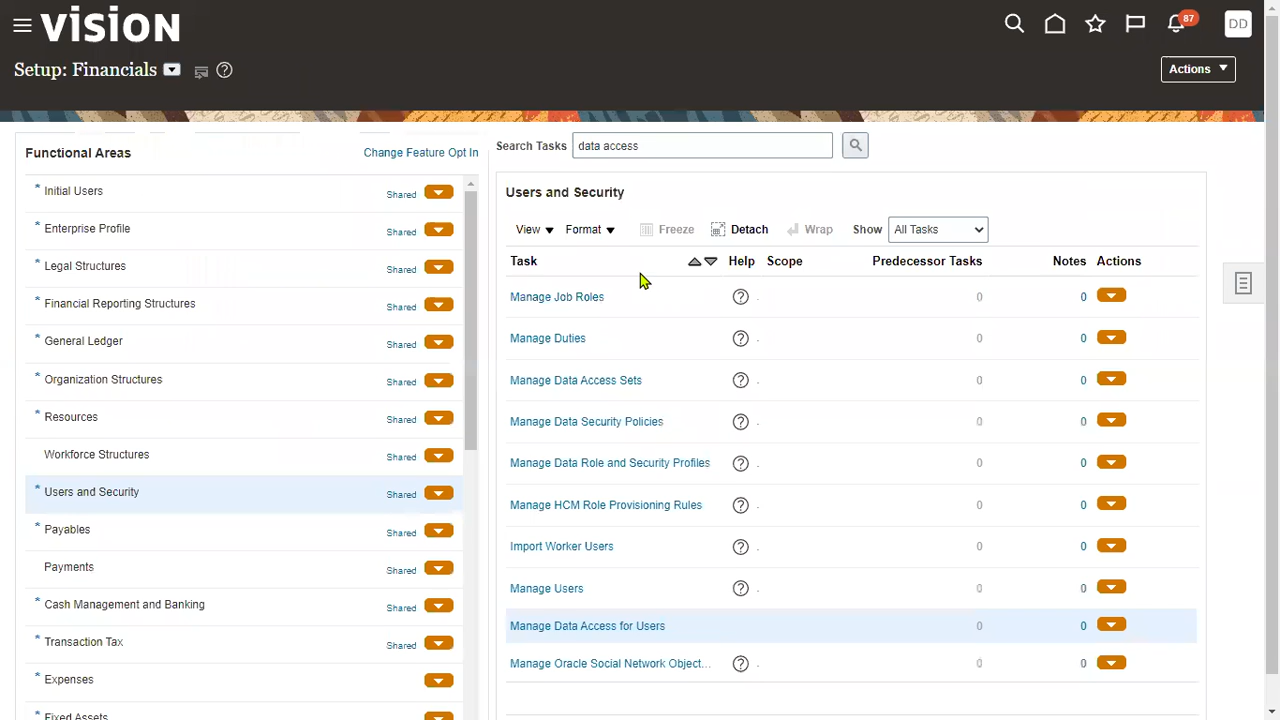 vision
87
DD
Setup: Financials
Actions
Functional Areas
Change Feature Opt In
Search Tasks
data access
* Initial Users Shared
* Enterprise Profile Shared
* Legal Structures Shared
* Financial Reporting Structures Shared
* General Ledger Shared
* Organization Structures Shared
* Resources Shared
Workforce Structures Shared
* Users and Security Shared
* Payables Shared
Payments Shared
* Cash Management and Banking Shared
* Transaction Tax Shared
Expenses
Fixed Assets
Users and Security
View Format Freeze Detach Wrap Show All Tasks
Task Help Scope Predecessor Tasks Notes Actions
Manage Job Roles ? . 0 0
Manage Duties ? . 0 0
Manage Data Access Sets ? . 0 0
Manage Data Security Policies ? . 0 0
Manage Data Role and Security Profiles ? . 0 0
Manage HCM Role Provisioning Rules ? . 0 0
Import Worker Users ? . 0 0
Manage Users ? . 0 0
Manage Data Access for Users 0 0
Manage Oracle Social Network Object... ? . 0 0